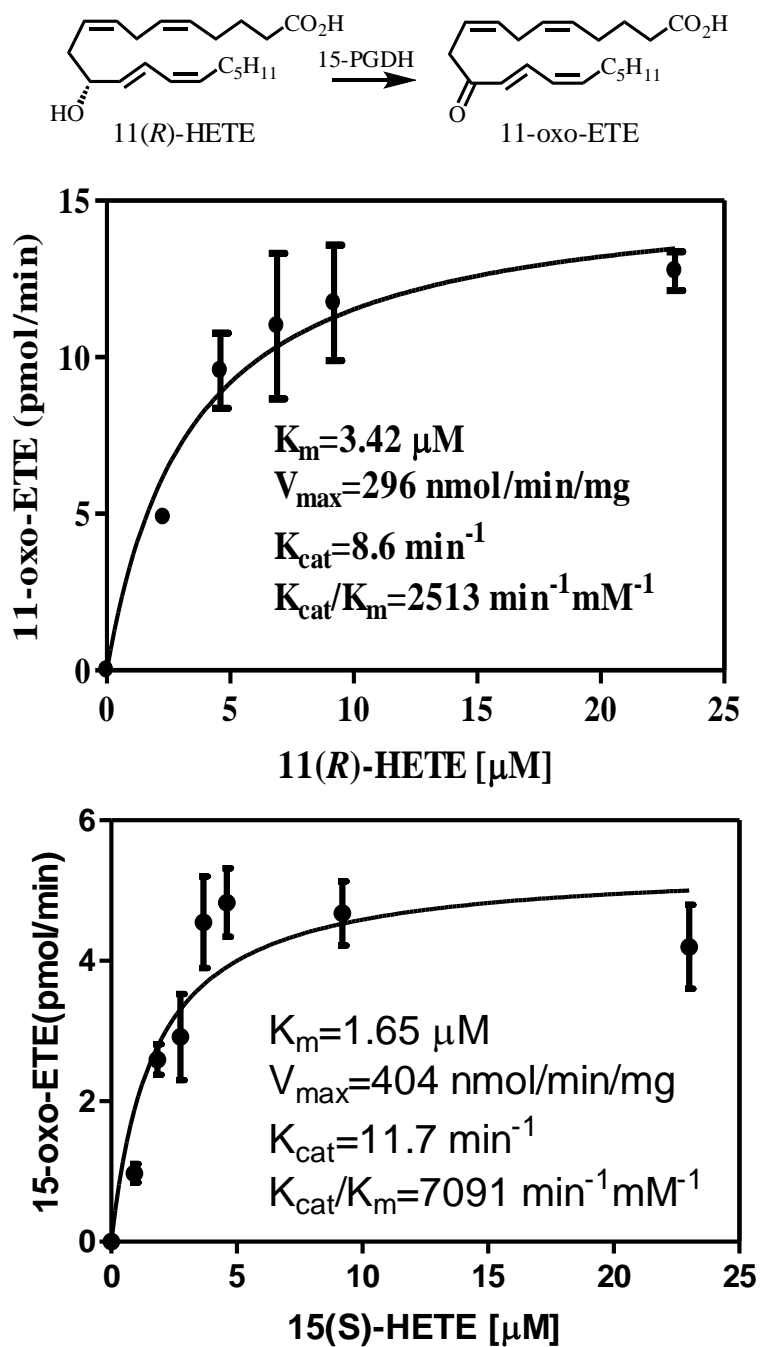 CO₂H
CO₂H
15-PGDH
C₅H₁₁
C₅H₁₁
HO
O
11(R)-HETE
11-oxo-ETE
15
10
5
0
11-oxo-ETE (pmol/min)
Kₘ=3.42 μM
Vₘₐₓ=296 nmol/min/mg
K꜀ₐₜ=8.6 min⁻¹
K꜀ₐₜ/Kₘ=2513 min⁻¹mM⁻¹
0 5 10 15 20 25
11(R)-HETE [μM]
6
4
2
0
15-oxo-ETE(pmol/min)
Kₘ=1.65 μM
Vₘₐₓ=404 nmol/min/mg
K꜀ₐₜ=11.7 min⁻¹
K꜀ₐₜ/Kₘ=7091 min⁻¹mM⁻¹
0 5 10 15 20 25
15(S)-HETE [μM]